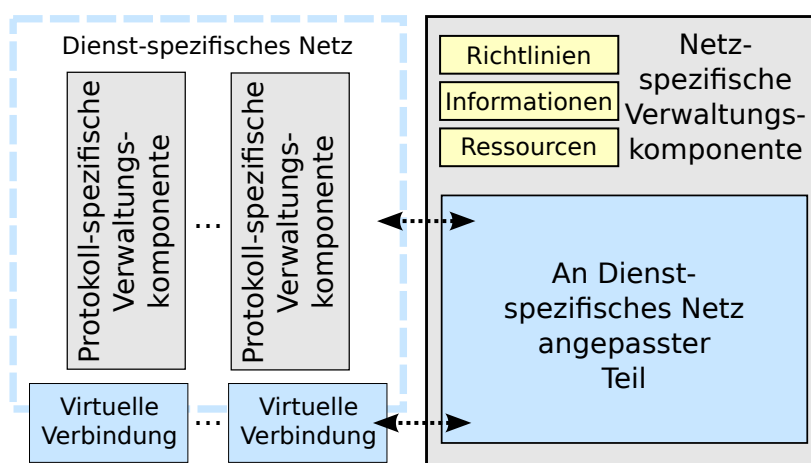 Dienst-spezifisches Netz
Protokoll-spezifische
Verwaltungs-
komponente
...
Protokoll-spezifische
Verwaltungs-
komponente
Virtuelle
Verbindung
...
Virtuelle
Verbindung
Richtlinien
Informationen
Ressourcen
Netz-
spezifische
Verwaltungs-
komponente
An Dienst-
spezifisches Netz
angepasster
Teil